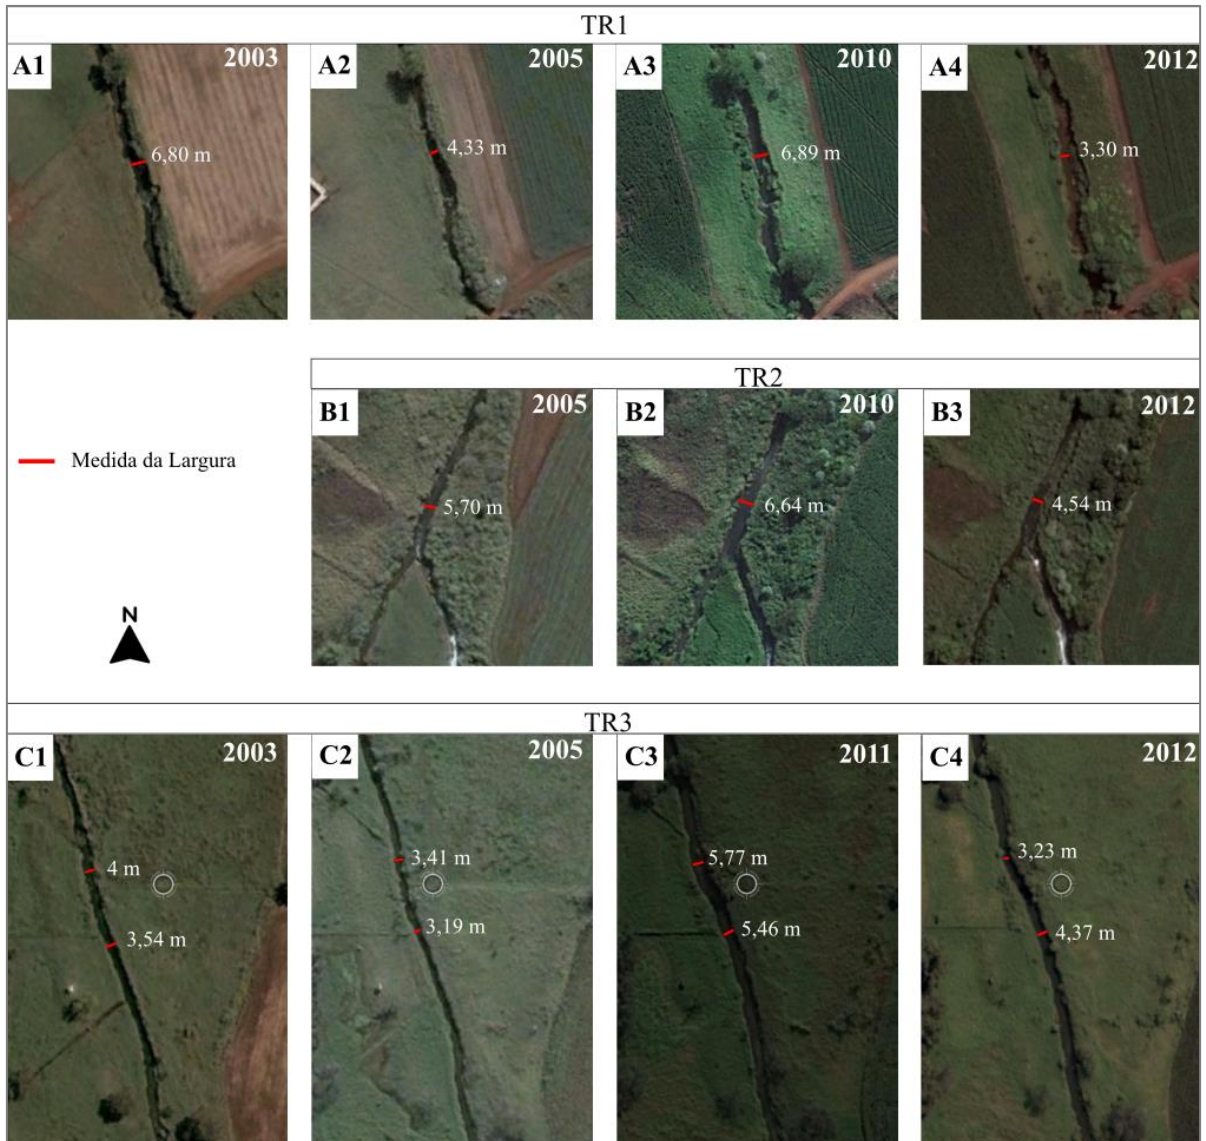 TR1
A1 2003
6,80 m
A2 2005
4,33 m
A3 2010
6,89 m
A4 2012
3,30 m
TR2
B1 2005
5,70 m
B2 2010
6,64 m
B3 2012
4,54 m
Medida da Largura
N
TR3
C1 2003
4 m
3,54 m
C2 2005
3,41 m
3,19 m
C3 2011
5,77 m
5,46 m
C4 2012
3,23 m
4,37 m